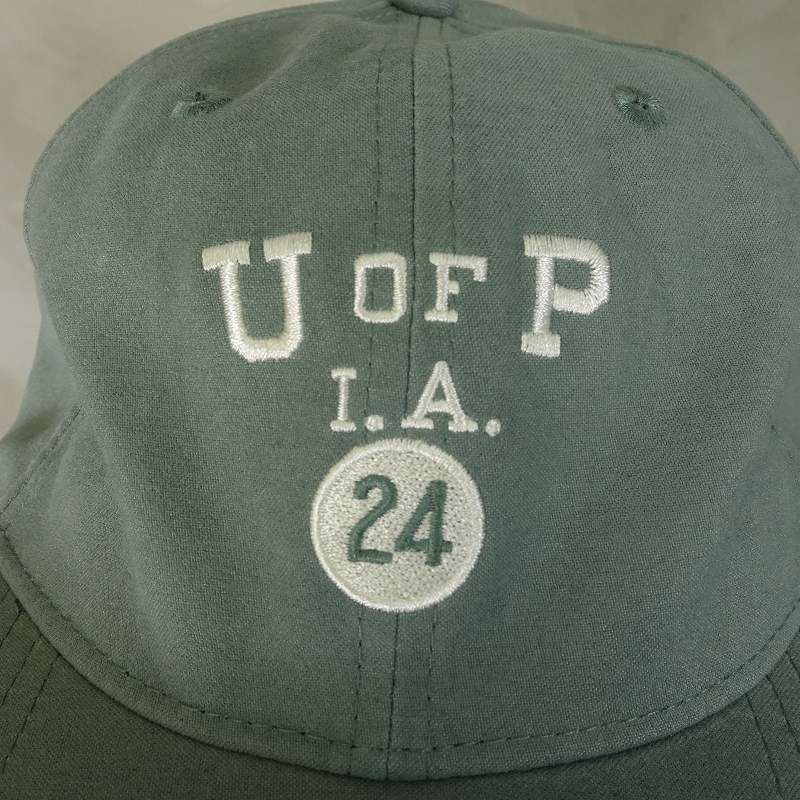 U OF P
I.A.
24